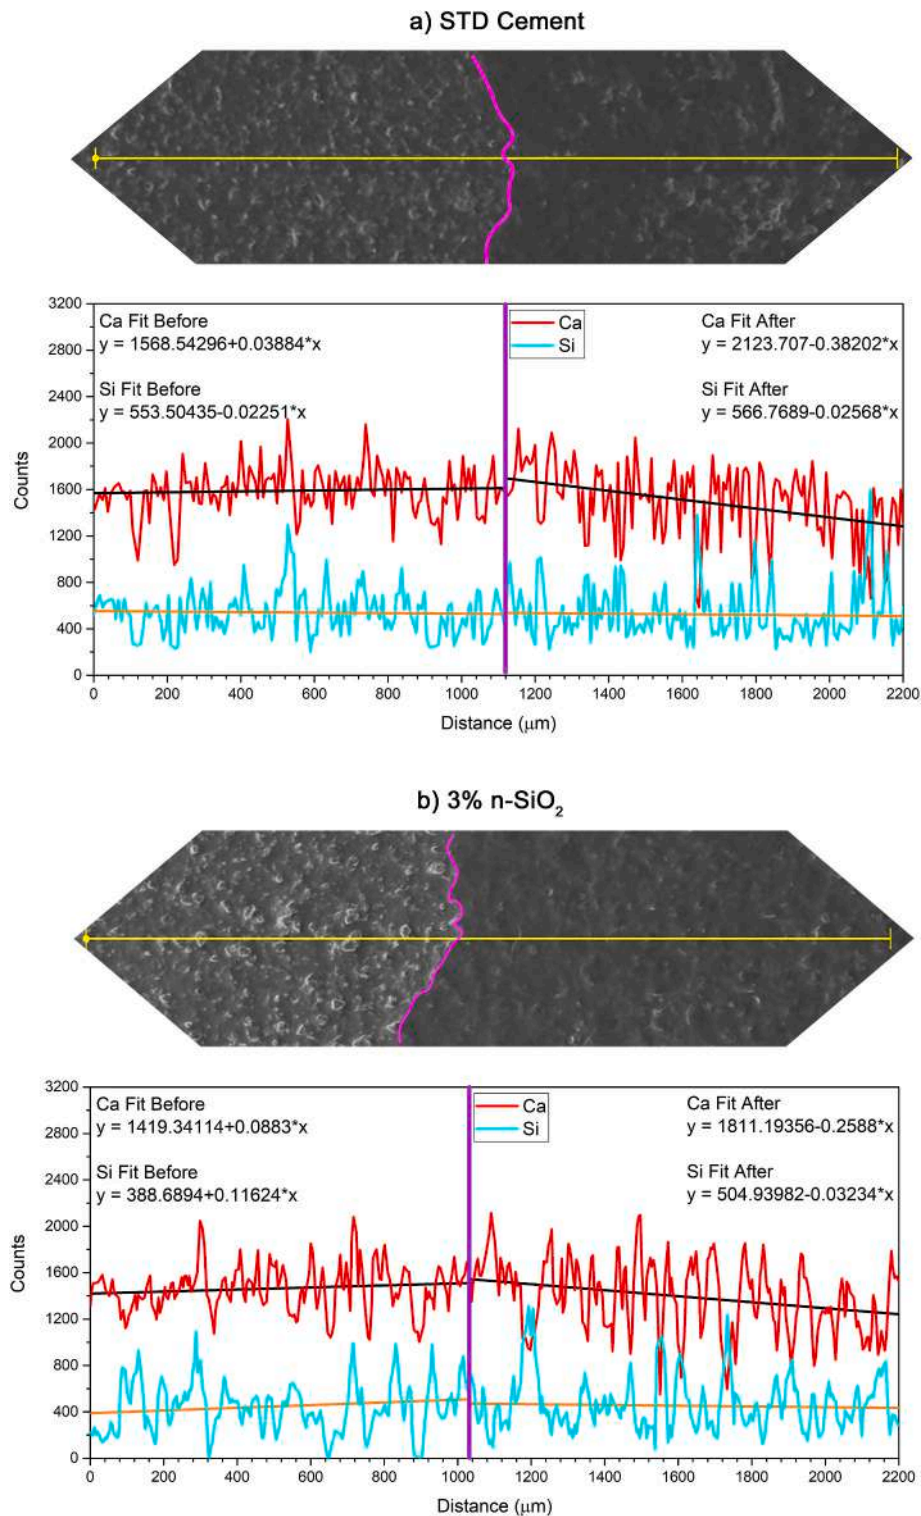 a) STD Cement
3200
2800
2400
2000
1600
1200
800
400
0
Counts
Ca Fit Before
y = 1568.54296+0.03884*x
Si Fit Before
y = 553.50435-0.02251*x
Ca
Si
Ca Fit After
y = 2123.707-0.38202*x
Si Fit After
y = 566.7689-0.02568*x
0 200 400 600 800 1000 1200 1400 1600 1800 2000 2200
Distance (μm)
b) 3% n-SiO₂
3200
2800
2400
2000
1600
1200
800
400
0
Counts
Ca Fit Before
y = 1419.34114+0.0883*x
Si Fit Before
y = 388.6894+0.11624*x
Ca
Si
Ca Fit After
y = 1811.19356-0.2588*x
Si Fit After
y = 504.93982-0.03234*x
0 200 400 600 800 1000 1200 1400 1600 1800 2000 2200
Distance (μm)